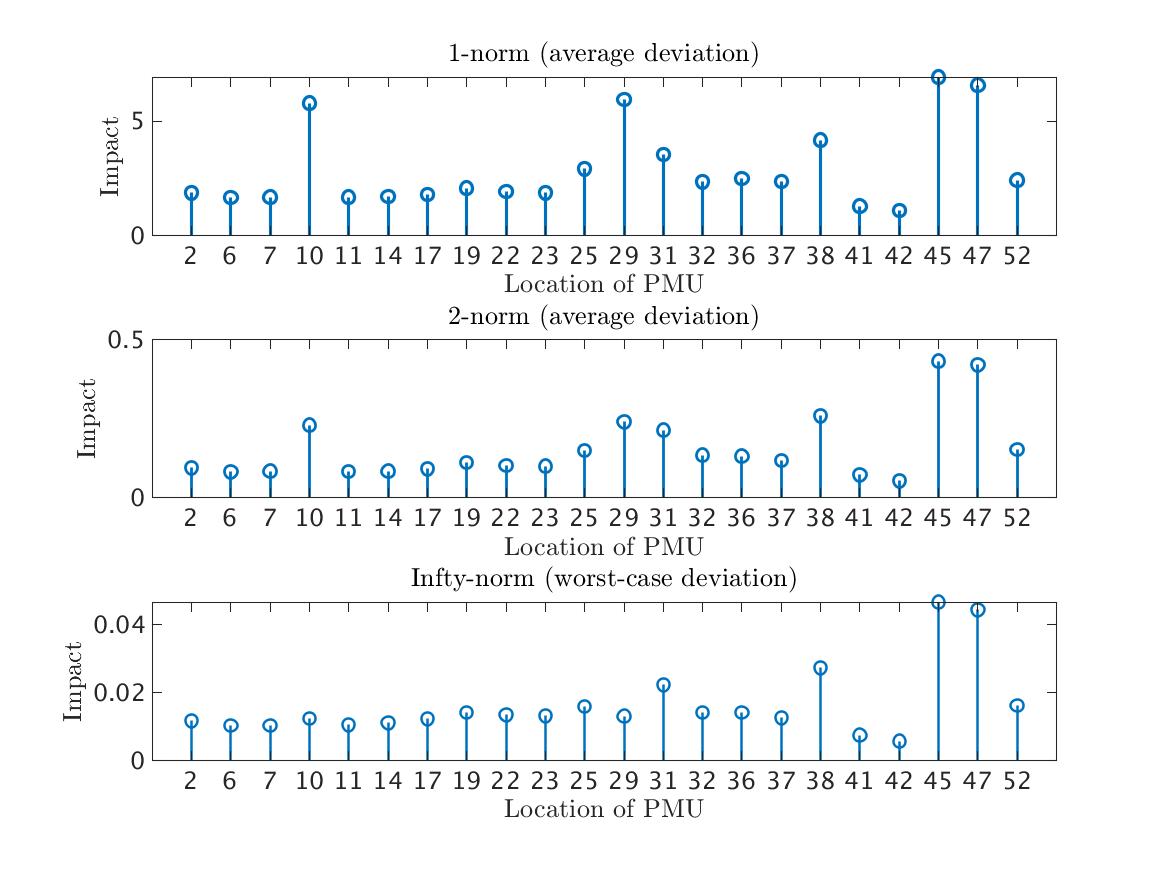 1-norm (average deviation)
5
0
Impact
2 6 7 10 11 14 17 19 22 23 25 29 31 32 36 37 38 41 42 45 47 52
Location of PMU
2-norm (average deviation)
0.5
0
Impact
2 6 7 10 11 14 17 19 22 23 25 29 31 32 36 37 38 41 42 45 47 52
Location of PMU
Infty-norm (worst-case deviation)
0.04
0.02
0
Impact
2 6 7 10 11 14 17 19 22 23 25 29 31 32 36 37 38 41 42 45 47 52
Location of PMU